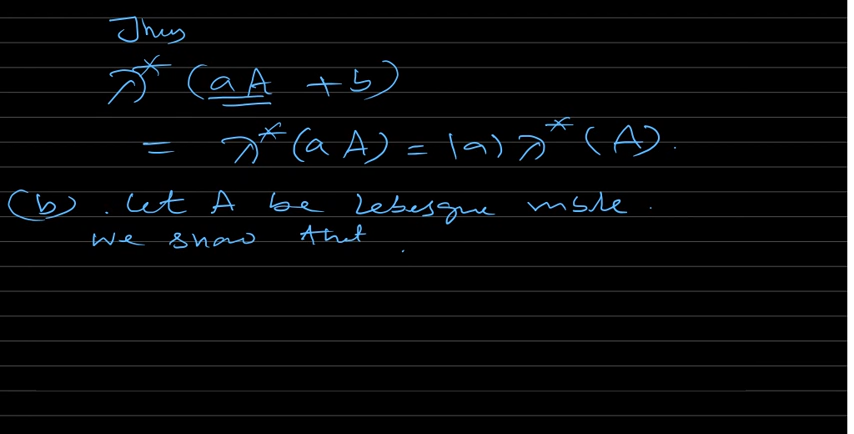 Thus
λ*(aA + b)
= λ*(aA) = |a| λ*(A).
(b). Let A be Lebesgue msble.
we show that.